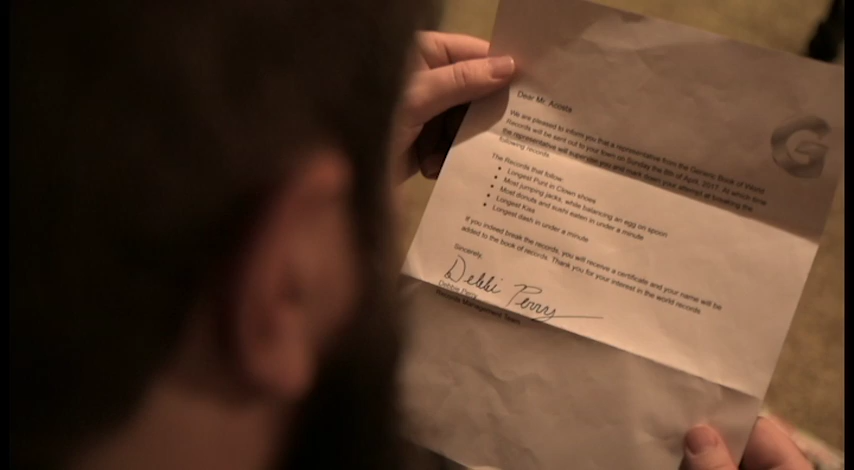 Dear Mr. Acosta
We are pleased to inform you that a representative from the Generic Book of World
Records will be sent out to your town on Sunday the 9th of April, 2017. At which time
the representative will supervise you and mark down your attempt at breaking the
following records.
The Records that follow:
• Longest Punt in Clown shoes
• Most jumping jacks, while balancing an egg on spoon
• Most donuts and sushi eaten in under a minute
• Longest Kiss
• Longest dash in under a minute
If you indeed break the records, you will receive a certificate and your name will be
added to the book of records. Thank you for your interest in the world records
Sincerely,
Debbi Perry
Debbie Perry
Records Management Team
G